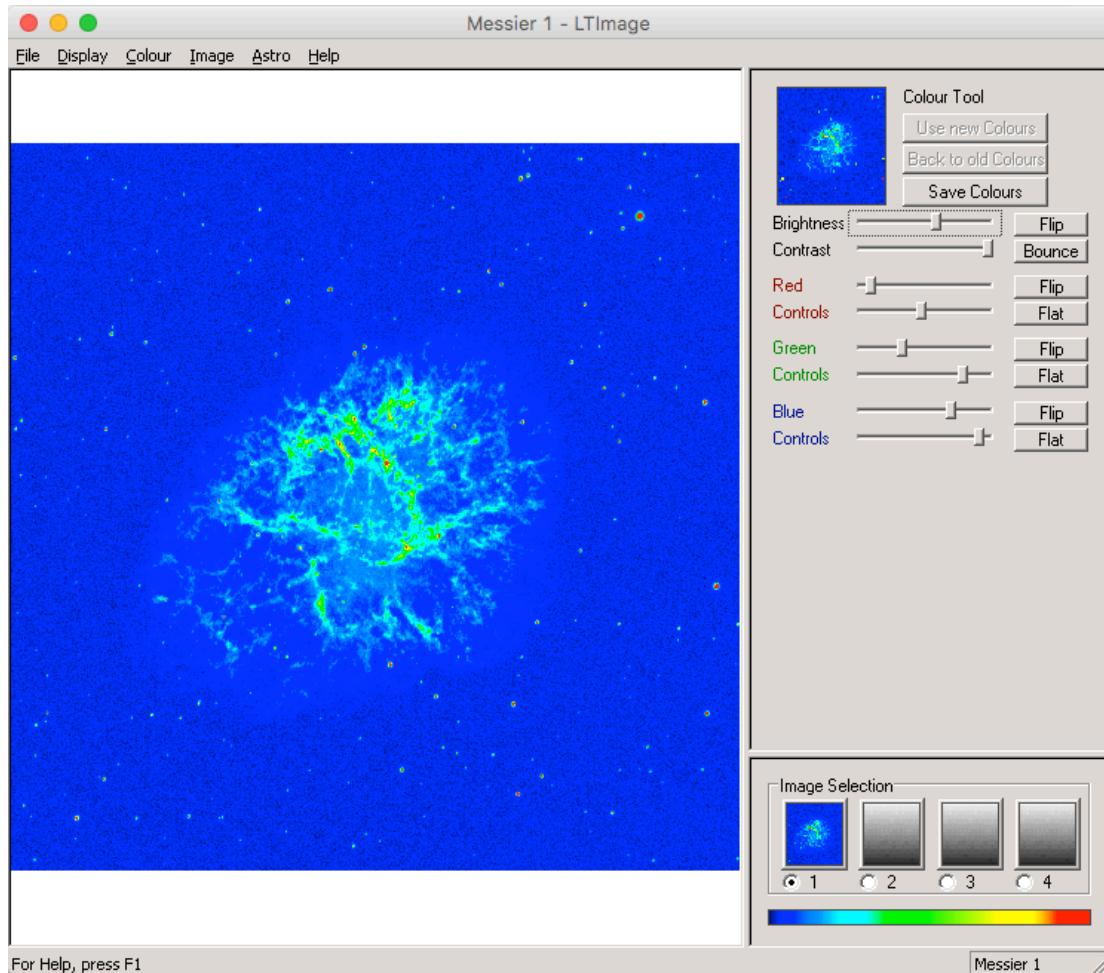 Messier 1 - LTImage
File Display Colour Image Astro Help
Colour Tool
Use new Colours
Back to old Colours
Save Colours
Brightness Flip
Contrast Bounce
Red Flip
Controls Flat
Green Flip
Controls Flat
Blue Flip
Controls Flat
Image Selection
1 2 3 4
For Help, press F1 Messier 1